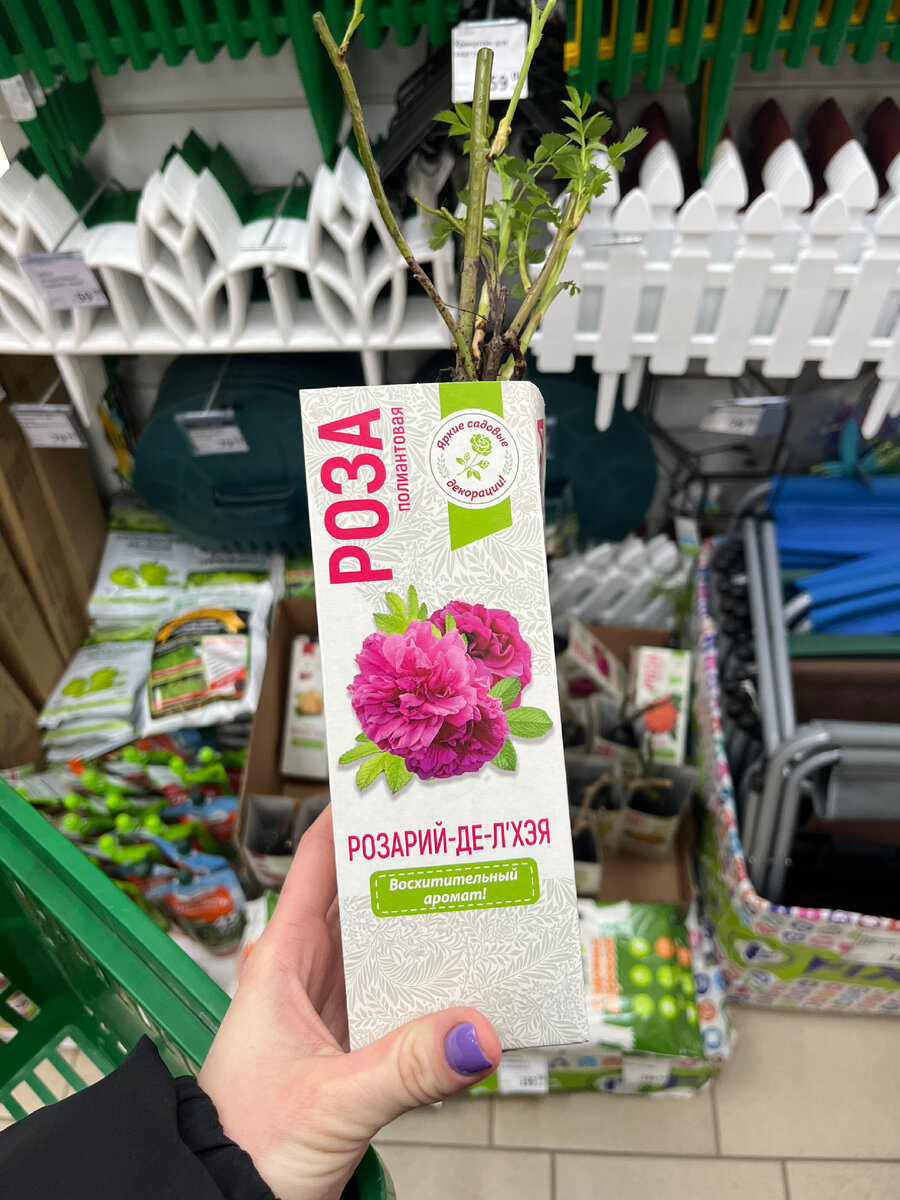 РОЗА
полиантовая
Яркие садовые
декорации!
РОЗАРИЙ-ДЕ-Л'ХЭЯ
Восхитительный
аромат!